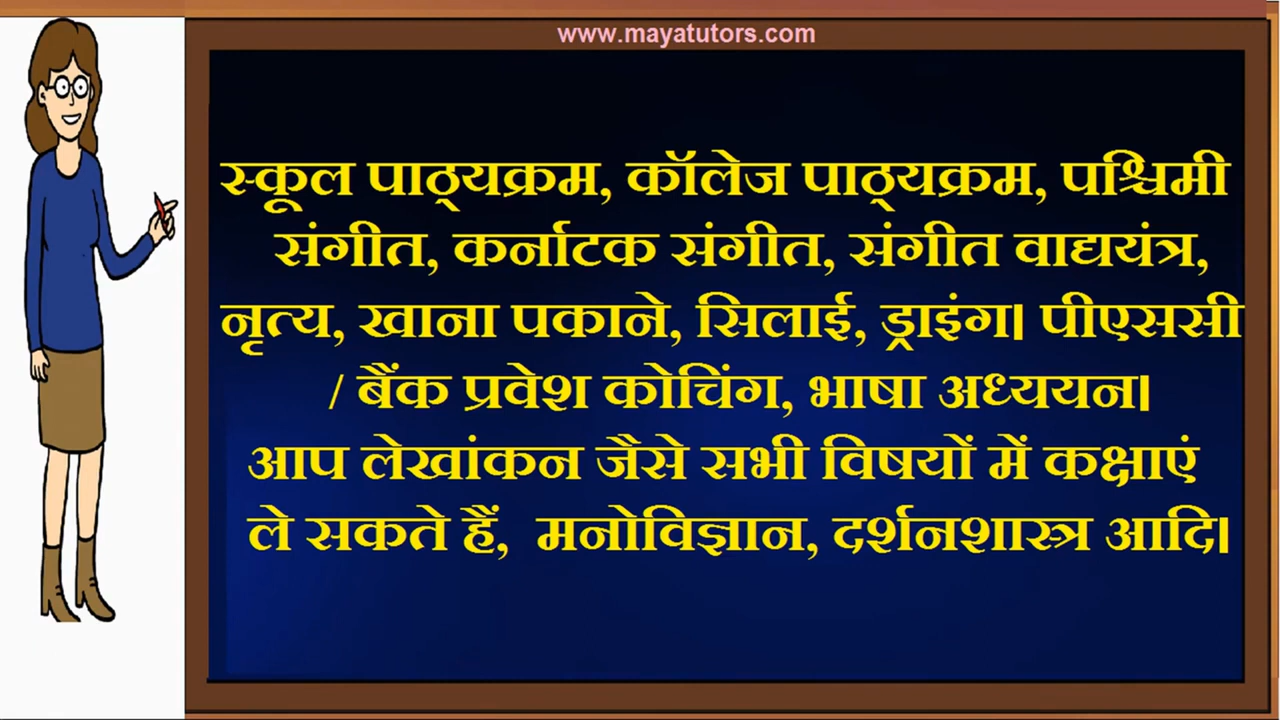 www.mayatutors.com
स्कूल पाठ्यक्रम, कॉलेज पाठ्यक्रम, पश्चिमी
संगीत, कर्नाटक संगीत, संगीत वाद्ययंत्र,
नृत्य, खाना पकाने, सिलाई, ड्राइंग। पीएससी
/ बैंक प्रवेश कोचिंग, भाषा अध्ययन।
आप लेखांकन जैसे सभी विषयों में कक्षाएं
ले सकते हैं, मनोविज्ञान, दर्शनशास्त्र आदि।